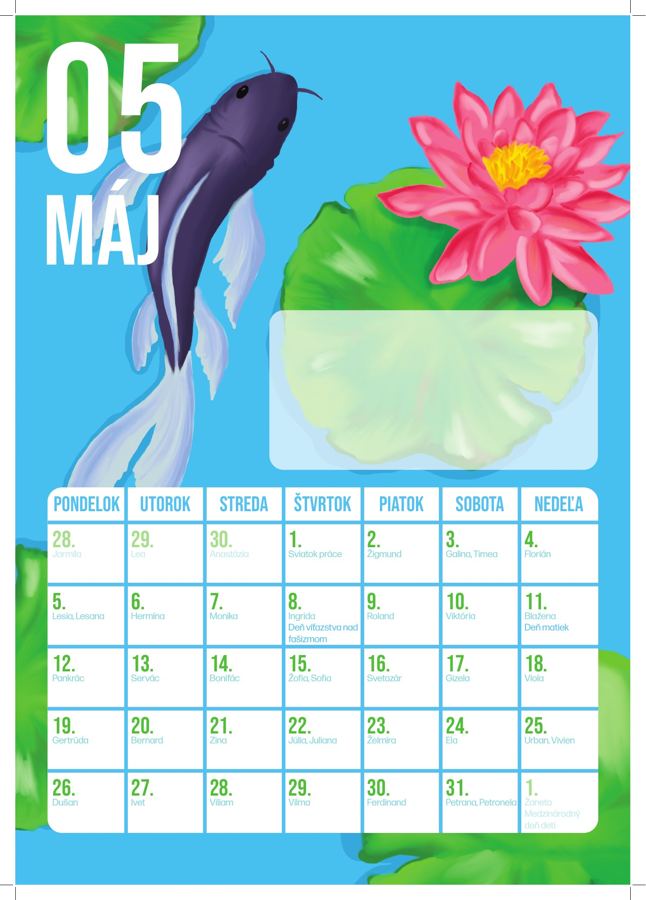 05
MÁJ
PONDELOK UTOROK STREDA ŠTVRTOK PIATOK SOBOTA NEDEĽA
28. 29. 30. 1. 2. 3. 4.
Jarmila Lea Anastázia Sviatok práce Žigmund Galina, Timea Florián
5. 6. 7. 8. 9. 10. 11.
Lesia, Lesana Hermína Monika Ingrida Roland Viktória Blažena
Deň víťazstva nad Deň matiek
fašizmom
12. 13. 14. 15. 16. 17. 18.
Pankrác Servác Bonifác Žofia, Sofia Svetozár Gizela Viola
19. 20. 21. 22. 23. 24. 25.
Gertrúda Bernard Zina Júlia, Juliana Želmíra Ela Urban, Vivien
26. 27. 28. 29. 30. 31. 1.
Dušan Ivet Viliam Vilma Ferdinand Petrana, Petronela Žaneta
Medzinárodný
deň detí